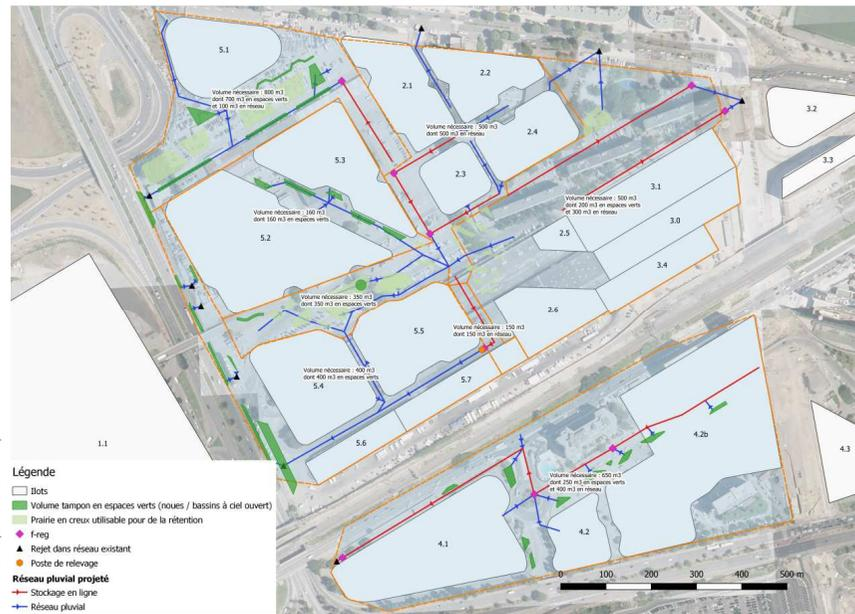 5.1
2.2
2.1
Volume nécessaire : 800 m3
dont 700 m3 en espaces verts
et 100 m3 en réseau
3.2
Volume nécessaire : 500 m3
dont 500 m3 en réseau
2.4
5.3
3.3
2.3
3.1
Volume nécessaire : 500 m3
dont 200 m3 en espaces verts
et 300 m3 en réseau
Volume nécessaire : 160 m3
dont 160 m3 en espaces verts
3.0
2.5
5.2
3.4
Volume nécessaire : 350 m3
dont 350 m3 en espaces verts
2.6
5.5
Volume nécessaire : 150 m3
dont 150 m3 en réseau
Volume nécessaire : 400 m3
dont 400 m3 en espaces verts
5.7
5.4
4.2b
5.6
1.1
4.3
Volume nécessaire : 650 m3
dont 250 m3 en espaces verts
et 400 m3 en réseau
4.2
4.1
Légende
Ilots
Volume tampon en espaces verts (noues / bassins à ciel ouvert)
Prairie en creux utilisable pour de la rétention
f-reg
Rejet dans réseau existant
Poste de relevage
Réseau pluvial projeté
Stockage en ligne
Réseau pluvial
0 100 200 300 400 500 m